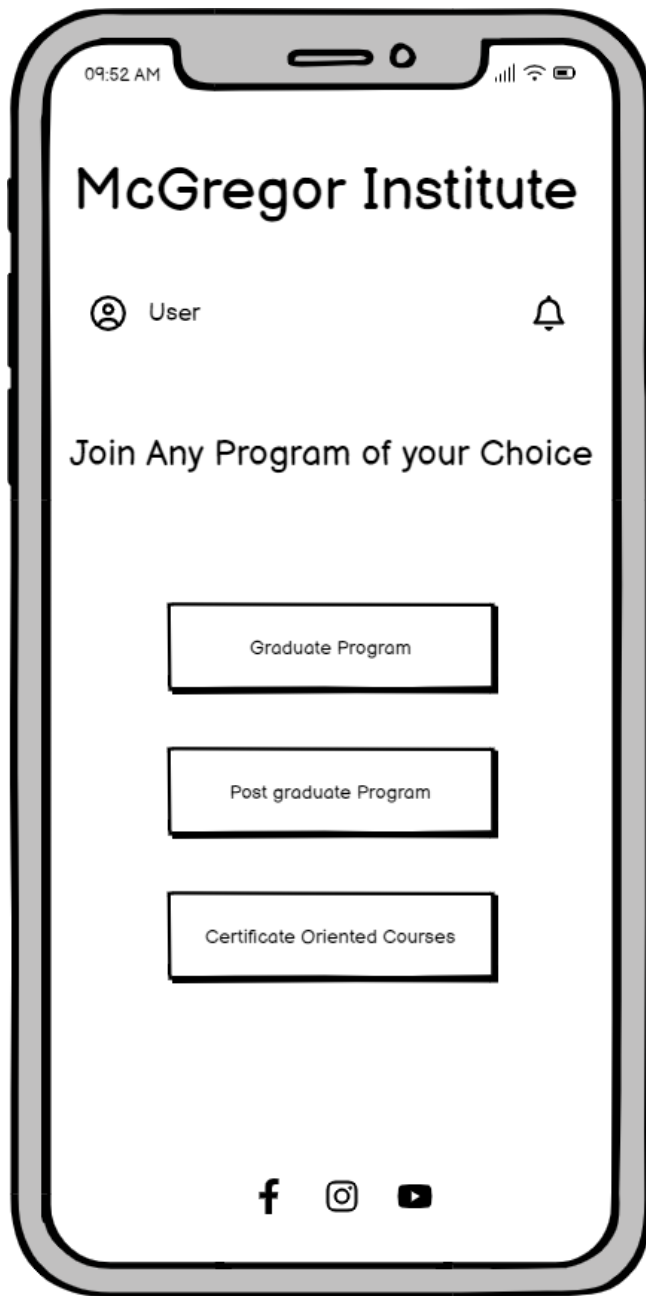 09:52 AM
McGregor Institute
User
Join Any Program of your Choice
Graduate Program
Post graduate Program
Certificate Oriented Courses